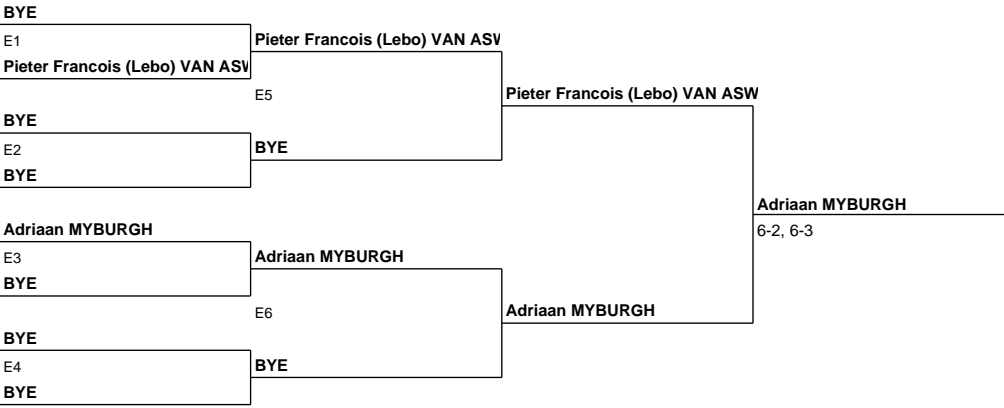 BYE
E1
Pieter Francois (Lebo) VAN ASW
Pieter Francois (Lebo) VAN ASW
E5
Pieter Francois (Lebo) VAN ASW
BYE
E2
BYE
BYE
Adriaan MYBURGH
6-2, 6-3
Adriaan MYBURGH
E3
BYE
Adriaan MYBURGH
E6
Adriaan MYBURGH
BYE
E4
BYE
BYE